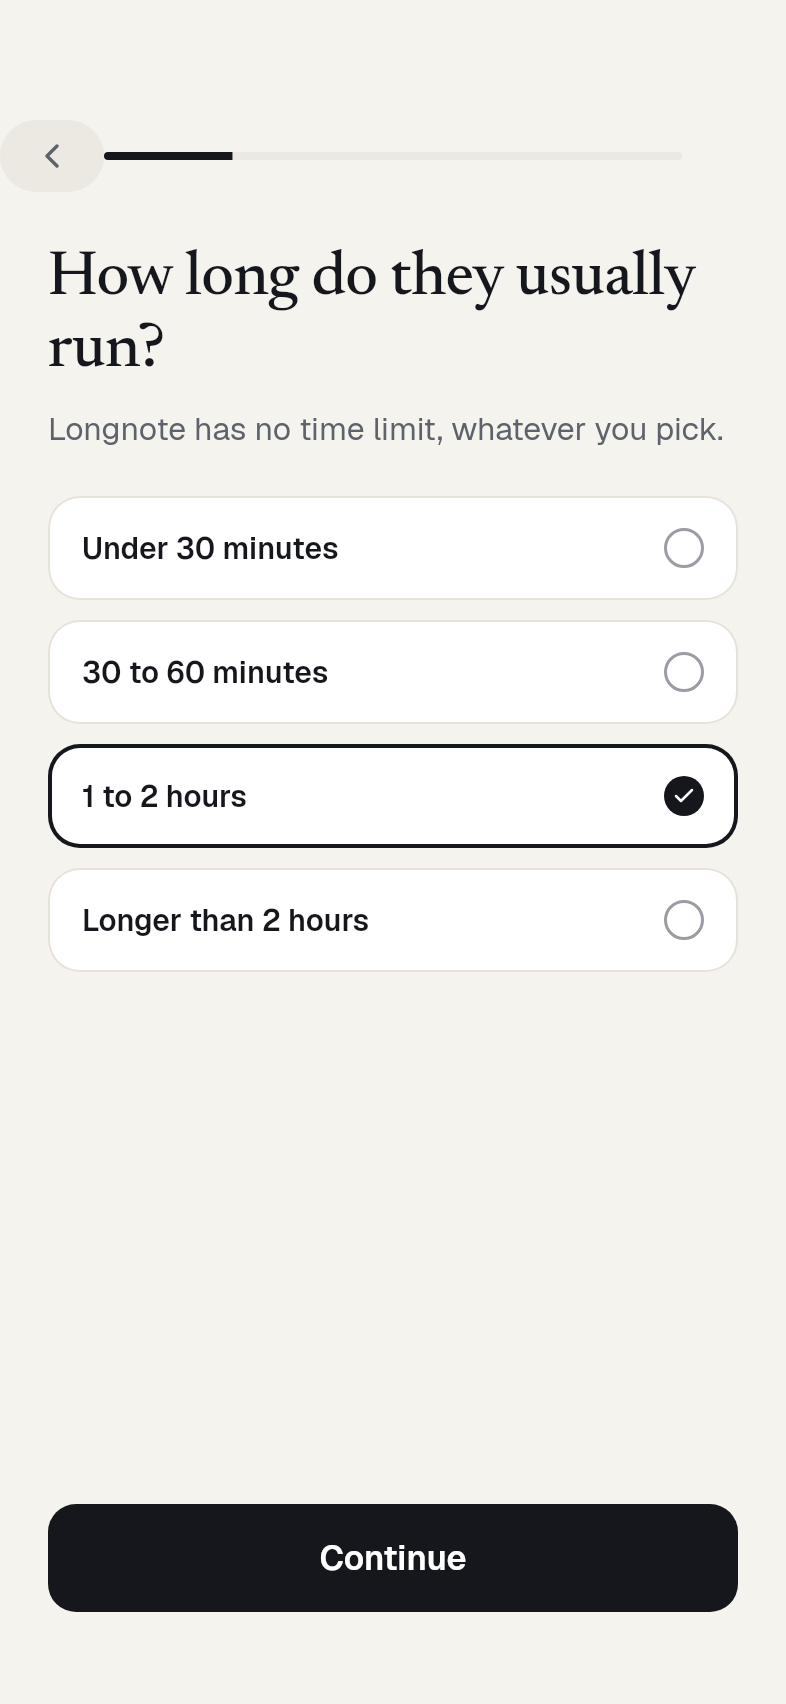 How long do they usually
run?
Longnote has no time limit, whatever you pick.
Under 30 minutes
30 to 60 minutes
1 to 2 hours
Longer than 2 hours
Continue